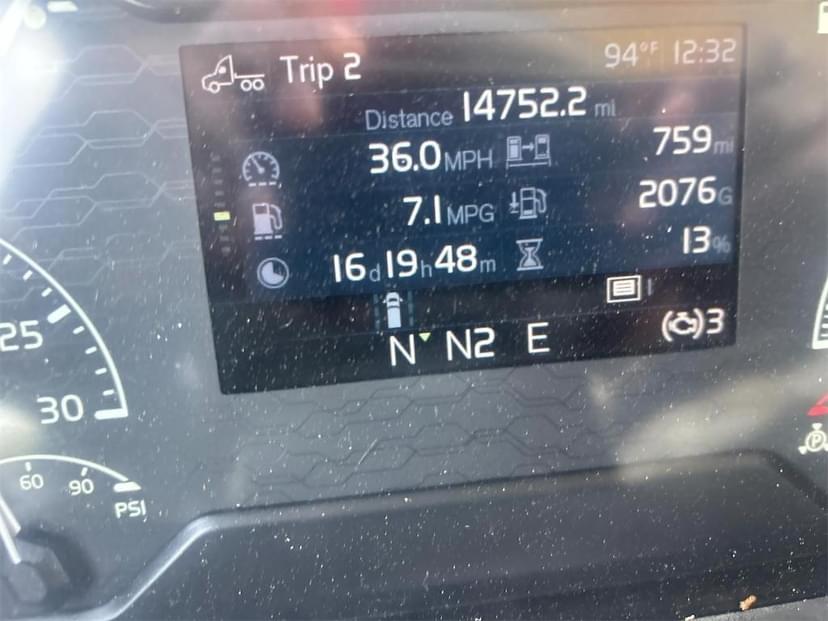 Trip 2 94°F 12:32
Distance 14752.2 mi
36.0 MPH 759 mi
7.1 MPG 2076 G
16d 19h 48m 13%
1
N N2 E 3
25
30
60 90
PSI
P